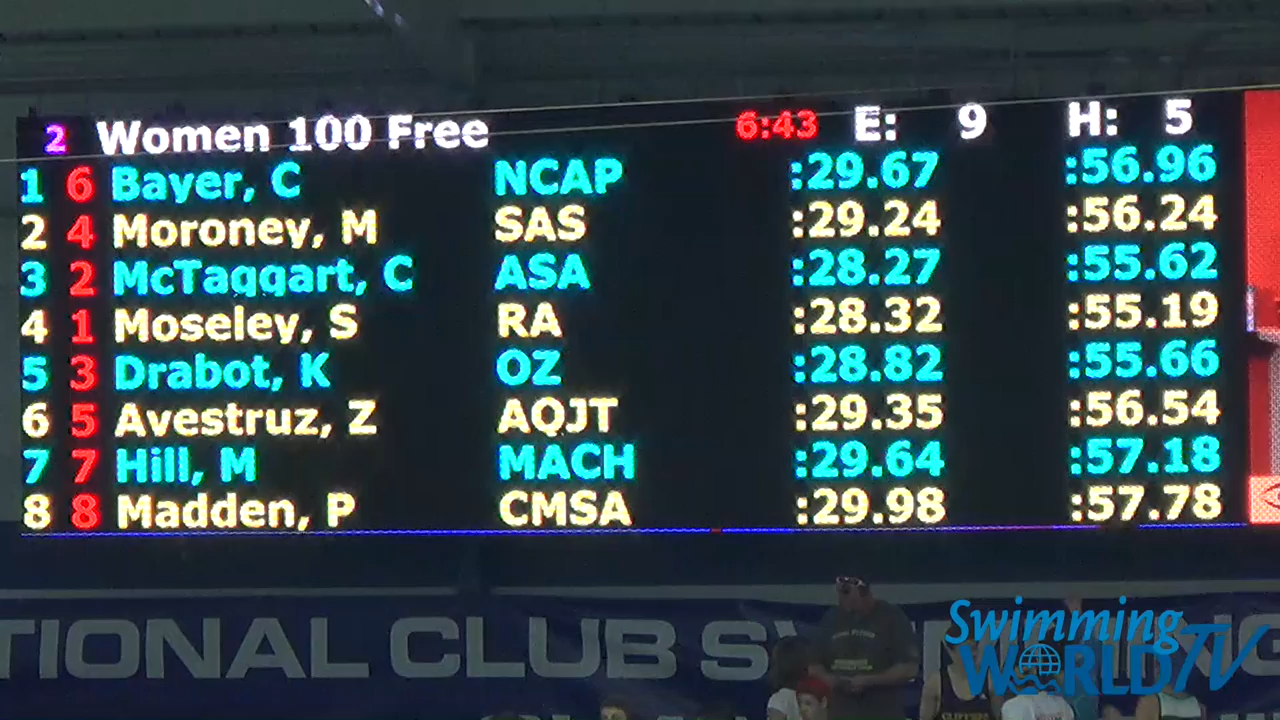 2 Women 100 Free 6:43 E: 9 H: 5
1 6 Bayer, C NCAP :29.67 :56.96
2 4 Moroney, M SAS :29.24 :56.24
3 2 McTaggart, C ASA :28.27 :55.62
4 1 Moseley, S RA :28.32 :55.19
5 3 Drabot, K OZ :28.82 :55.66
6 5 Avestruz, Z AQJT :29.35 :56.54
7 7 Hill, M MACH :29.64 :57.18
8 8 Madden, P CMSA :29.98 :57.78
TIONAL CLUB
Swimming
WORLD TV